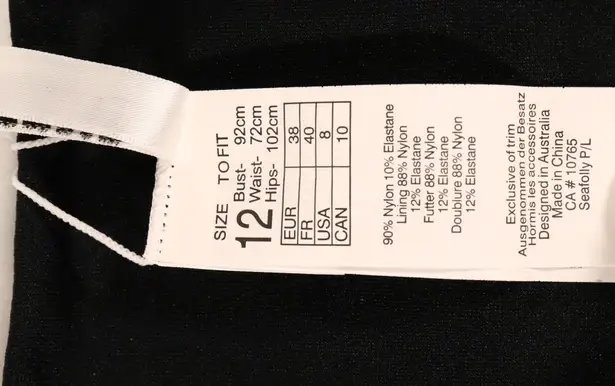 SIZE TO FIT
12
Bust- 92cm
Waist- 72cm
Hips- 102cm
EUR 38
FR 40
USA 8
CAN 10
90% Nylon 10% Elastane
Lining 88% Nylon
12% Elastane
Futter 88% Nylon
12% Elastane
Doublure 88% Nylon
12% Elastane
Exclusive of trim
Ausgenommen der Besatz
Hormis les accessoires
Designed in Australia
Made in China
CA # 10765
Seafolly P/L